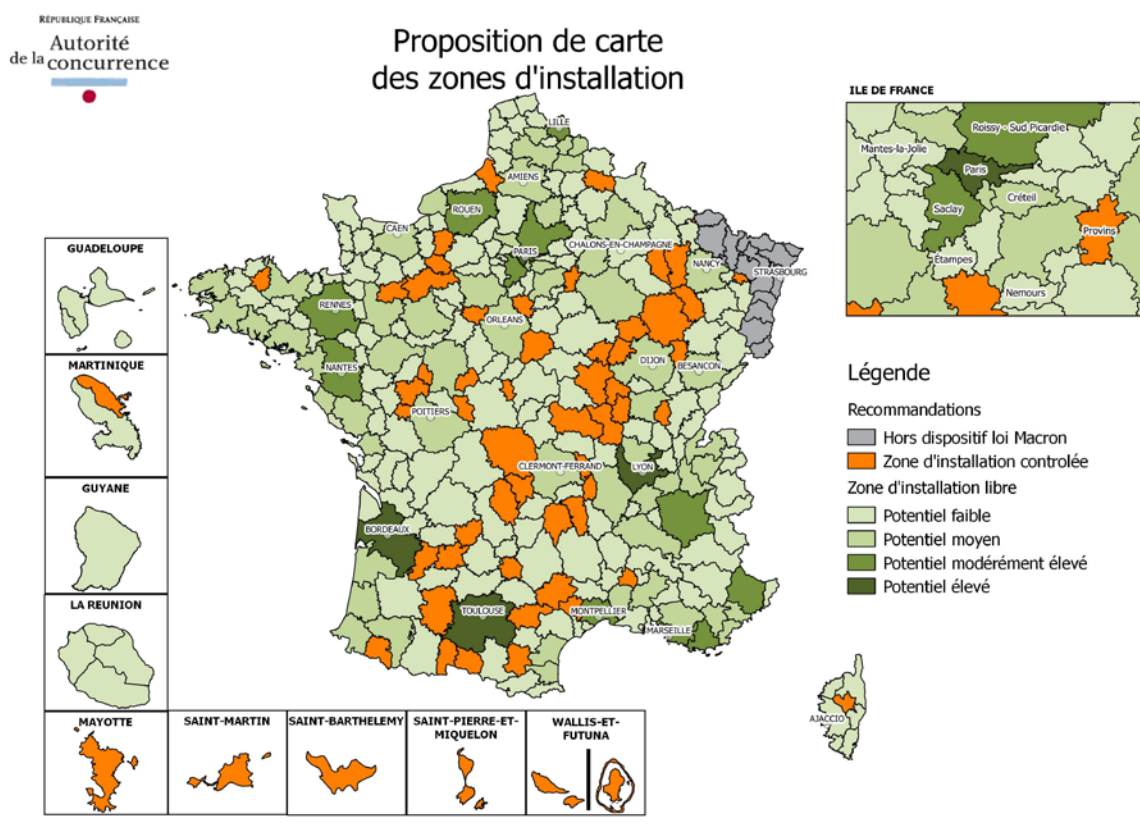 RÉPUBLIQUE FRANÇAISE
Autorité
de la concurrence
Proposition de carte
des zones d'installation
ILE DE FRANCE
Roissy - Sud Picardie
Mantes-la-Jolie
Paris
Saclay
Créteil
Provins
Étampes
Nemours
LILLE
AMIENS
ROUEN
CAEN
PARIS
CHALONS-EN-CHAMPAGNE
NANCY
STRASBOURG
RENNES
ORLEANS
NANTES
DIJON
BESANCON
POITIERS
CLERMONT-FERRAND
LYON
BORDEAUX
TOULOUSE
MONTPELLIER
MARSEILLE
AJACCIO
GUADELOUPE
MARTINIQUE
GUYANE
LA REUNION
MAYOTTE
SAINT-MARTIN
SAINT-BARTHELEMY
SAINT-PIERRE-ET-
MIQUELON
WALLIS-ET-
FUTUNA
Légende
Recommandations
Hors dispositif loi Macron
Zone d'installation controlée
Zone d'installation libre
Potentiel faible
Potentiel moyen
Potentiel modérément élevé
Potentiel élevé